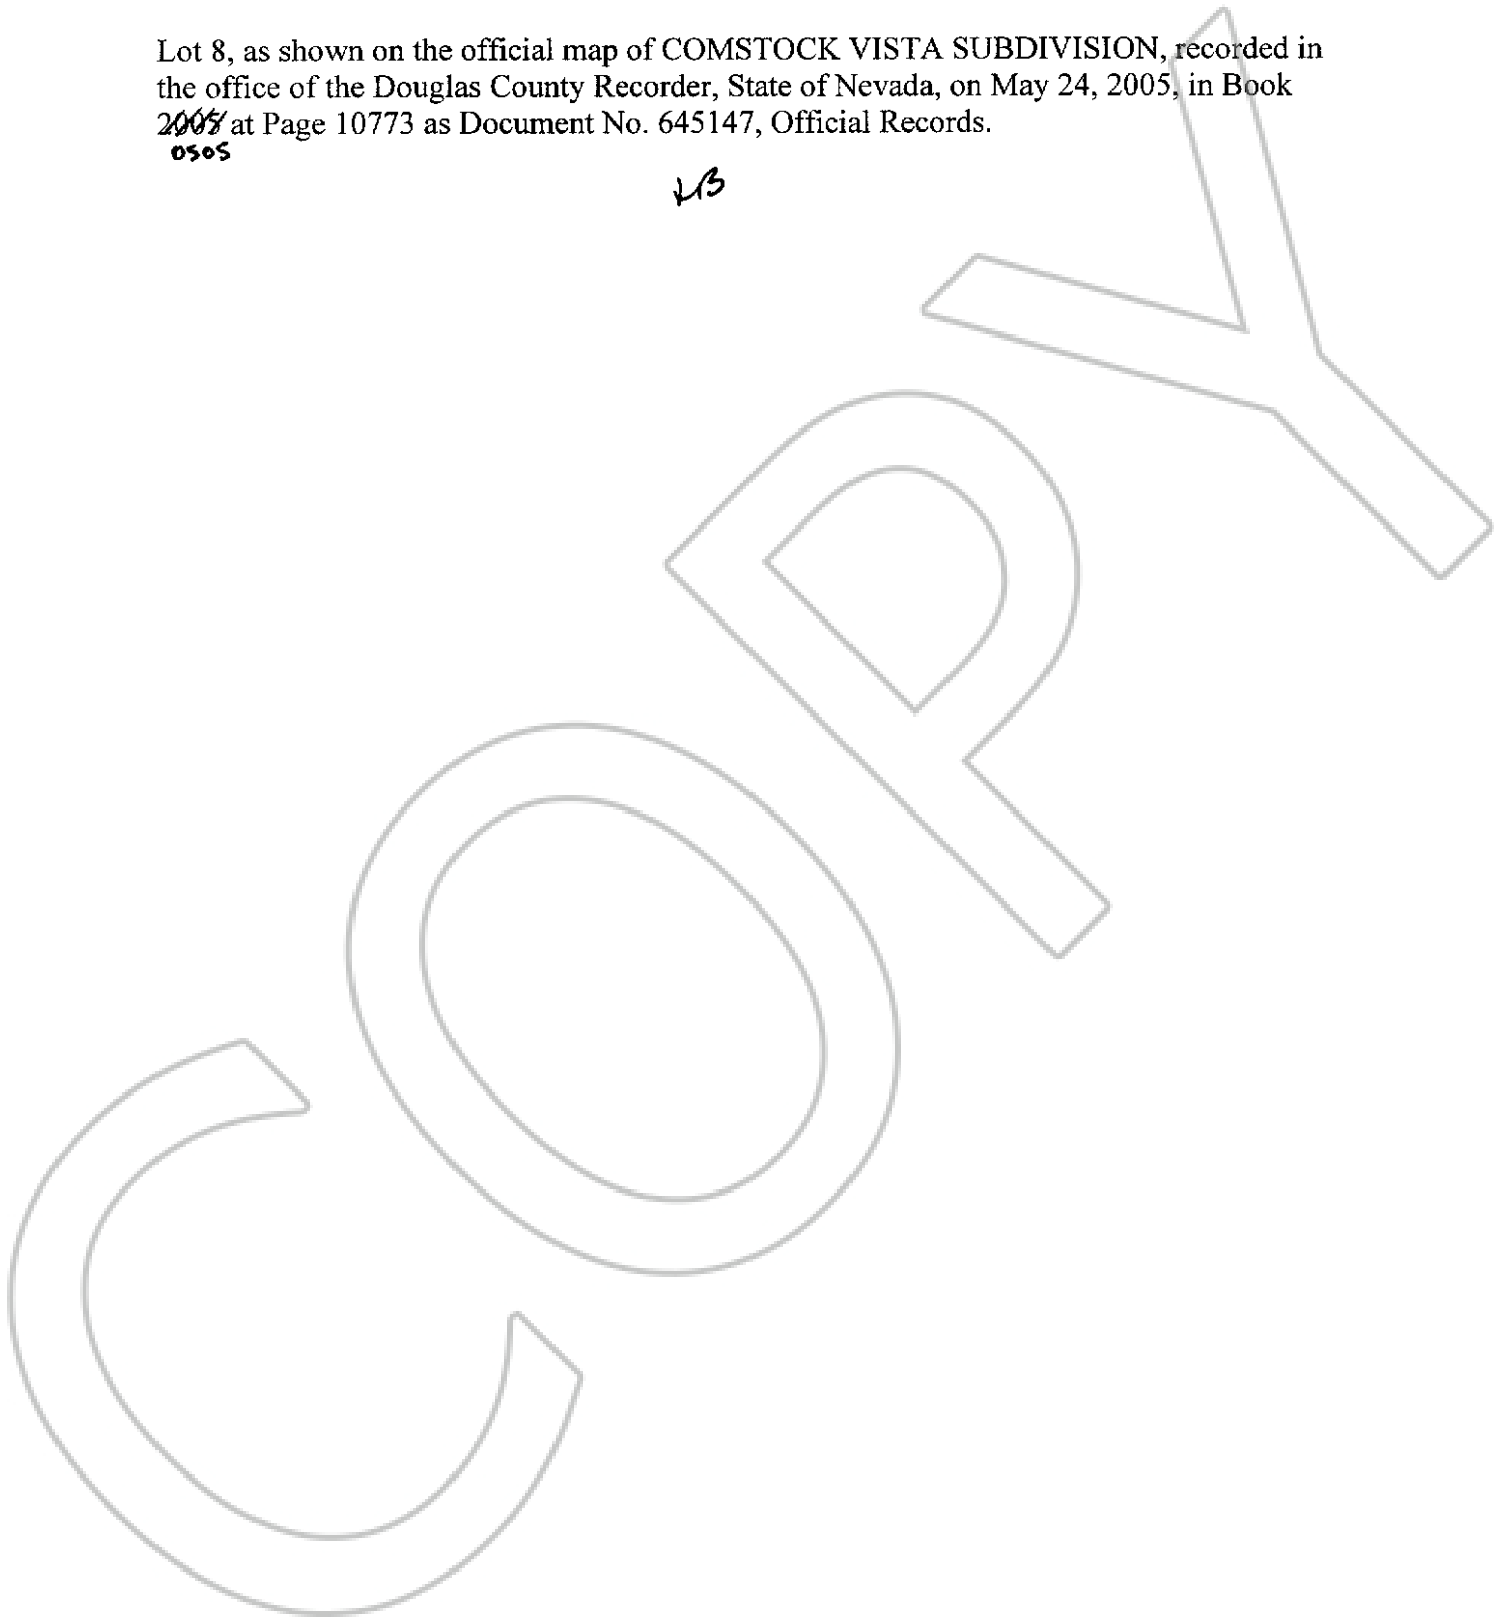 Lot 8, as shown on the official map of COMSTOCK VISTA SUBDIVISION, recorded in
the office of the Douglas County Recorder, State of Nevada, on May 24, 2005, in Book
2005 at Page 10773 as Document No. 645147, Official Records.
0505
COPY